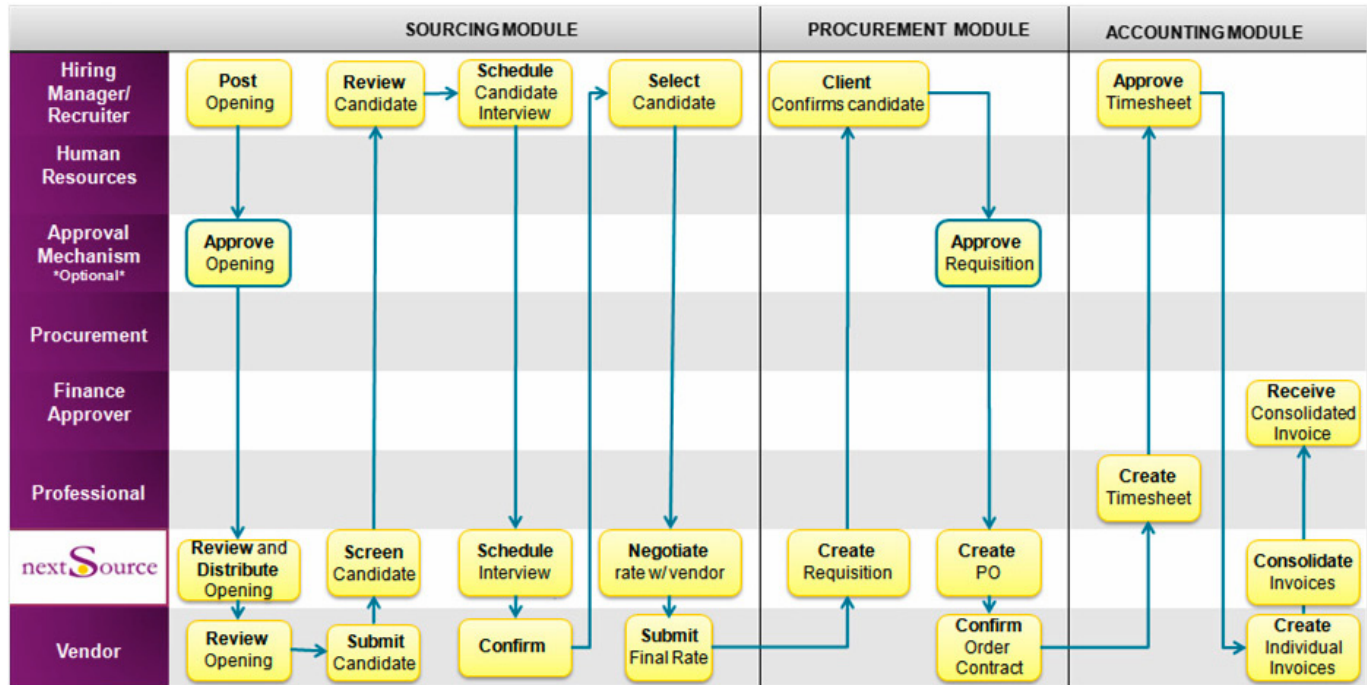 SOURCING MODULE
PROCUREMENT MODULE
ACCOUNTING MODULE
Hiring
Manager/
Recruiter
Post
Opening
Review
Candidate
Schedule
Candidate
Interview
Select
Candidate
Client
Confirms candidate
Approve
Timesheet
Human
Resources
Approval
Mechanism
*Optional*
Approve
Opening
Approve
Requisition
Procurement
Finance
Approver
Receive
Consolidated
Invoice
Professional
Create
Timesheet
nextSource
Review and
Distribute
Opening
Screen
Candidate
Schedule
Interview
Negotiate
rate w/ vendor
Create
Requisition
Create
PO
Consolidate
Invoices
Vendor
Review
Opening
Submit
Candidate
Confirm
Submit
Final Rate
Confirm
Order
Contract
Create
Individual
Invoices